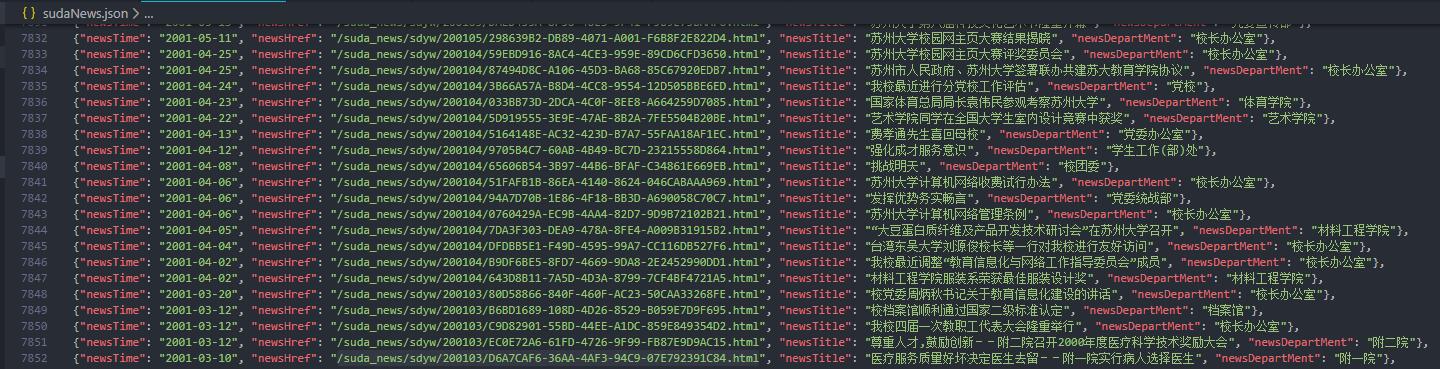 { } sudaNews.json > ...
7832 {"newsTime": "2001-05-11", "newsHref": "/suda_news/sdyw/200105/298639B2-DB89-4071-A001-F6B8F2E822D4.html", "newsTitle": "苏州大学校园网主页大赛结果揭晓", "newsDepartMent": "校长办公室"},
7833 {"newsTime": "2001-04-25", "newsHref": "/suda_news/sdyw/200104/59EBD916-8AC4-4CE3-959E-89CD6CFD3650.html", "newsTitle": "苏州大学校园网主页大赛评奖委员会", "newsDepartMent": "校长办公室"},
7834 {"newsTime": "2001-04-25", "newsHref": "/suda_news/sdyw/200104/87494D8C-A106-45D3-BA68-85C67920EDB7.html", "newsTitle": "苏州市人民政府、苏州大学签署联办共建苏大教育学院协议", "newsDepartMent": "校长办公室"},
7835 {"newsTime": "2001-04-24", "newsHref": "/suda_news/sdyw/200104/3B66A57A-B8D4-4CC8-9554-12D505BBE6ED.html", "newsTitle": "我校最近进行分党校工作评估", "newsDepartMent": "党校"},
7836 {"newsTime": "2001-04-23", "newsHref": "/suda_news/sdyw/200104/033BB73D-2DCA-4C0F-8EE8-A664259D7085.html", "newsTitle": "国家体育总局局长袁伟民参观考察苏州大学", "newsDepartMent": "体育学院"},
7837 {"newsTime": "2001-04-22", "newsHref": "/suda_news/sdyw/200104/5D919555-3E9E-47AE-8B2A-7FE5504B20BE.html", "newsTitle": "艺术学院同学在全国大学生室内设计竞赛中获奖", "newsDepartMent": "艺术学院"},
7838 {"newsTime": "2001-04-13", "newsHref": "/suda_news/sdyw/200104/5164148E-AC32-423D-B7A7-55FAA18AF1EC.html", "newsTitle": "费孝通先生喜回母校", "newsDepartMent": "党委办公室"},
7839 {"newsTime": "2001-04-12", "newsHref": "/suda_news/sdyw/200104/9705B4C7-60AB-4B49-BC7D-23215558D864.html", "newsTitle": "强化成才服务意识", "newsDepartMent": "学生工作(部)处"},
7840 {"newsTime": "2001-04-08", "newsHref": "/suda_news/sdyw/200104/65606B54-3B97-44B6-BFAF-C34861E669EB.html", "newsTitle": "挑战明天", "newsDepartMent": "校团委"},
7841 {"newsTime": "2001-04-06", "newsHref": "/suda_news/sdyw/200104/51FAFB1B-86EA-4140-8624-046CABAAA969.html", "newsTitle": "苏州大学计算机网络收费试行办法", "newsDepartMent": "校长办公室"},
7842 {"newsTime": "2001-04-06", "newsHref": "/suda_news/sdyw/200104/94A7D70B-1E86-4F18-BB3D-A690058C70C7.html", "newsTitle": "发挥优势务实畅言", "newsDepartMent": "党委统战部"},
7843 {"newsTime": "2001-04-06", "newsHref": "/suda_news/sdyw/200104/0760429A-EC9B-4AA4-82D7-9D9B72102B21.html", "newsTitle": "苏州大学计算机网络管理条例", "newsDepartMent": "校长办公室"},
7844 {"newsTime": "2001-04-05", "newsHref": "/suda_news/sdyw/200104/7DA3F303-DEA9-478A-8FE4-A009B31915B2.html", "newsTitle": "“大豆蛋白质纤维及产品开发技术研讨会”在苏州大学召开", "newsDepartMent": "材料工程学院"},
7845 {"newsTime": "2001-04-04", "newsHref": "/suda_news/sdyw/200104/DFDBB5E1-F49D-4595-99A7-CC116DB527F6.html", "newsTitle": "台湾东吴大学刘源俊校长等一行对我校进行友好访问", "newsDepartMent": "校长办公室"},
7846 {"newsTime": "2001-04-02", "newsHref": "/suda_news/sdyw/200104/B9DF6BE5-8FD7-4669-9DA8-2E2452990DD1.html", "newsTitle": "我校最近调整“教育信息化与网络工作指导委员会”成员", "newsDepartMent": "校长办公室"},
7847 {"newsTime": "2001-04-02", "newsHref": "/suda_news/sdyw/200104/643D8B11-7A5D-4D3A-8799-7CF4BF4721A5.html", "newsTitle": "材料工程学院服装系荣获最佳服装设计奖", "newsDepartMent": "材料工程学院"},
7848 {"newsTime": "2001-03-20", "newsHref": "/suda_news/sdyw/200103/80D58866-840F-460F-AC23-50CAA33268FE.html", "newsTitle": "校党委周炳秋书记关于教育信息化建设的讲话", "newsDepartMent": "校长办公室"},
7849 {"newsTime": "2001-03-12", "newsHref": "/suda_news/sdyw/200103/B6BD1689-108D-4D26-8529-B059E7D9F695.html", "newsTitle": "校档案馆顺利通过国家二级标准认定", "newsDepartMent": "档案馆"},
7850 {"newsTime": "2001-03-12", "newsHref": "/suda_news/sdyw/200103/C9D82901-55BD-44EE-A1DC-859E849354D2.html", "newsTitle": "我校四届一次教职工代表大会隆重举行", "newsDepartMent": "校长办公室"},
7851 {"newsTime": "2001-03-12", "newsHref": "/suda_news/sdyw/200103/EC0E72A6-61FD-4726-9F99-FB87E9D9AC15.html", "newsTitle": "尊重人才,鼓励创新－－附二院召开2000年度医疗科学技术奖励大会", "newsDepartMent": "附二院"},
7852 {"newsTime": "2001-03-10", "newsHref": "/suda_news/sdyw/200103/D6A7CAF6-36AA-4AF3-94C9-07E792391C84.html", "newsTitle": "医疗服务质量好坏决定医生去留－－附一院实行病人选择医生", "newsDepartMent": "附一院"},